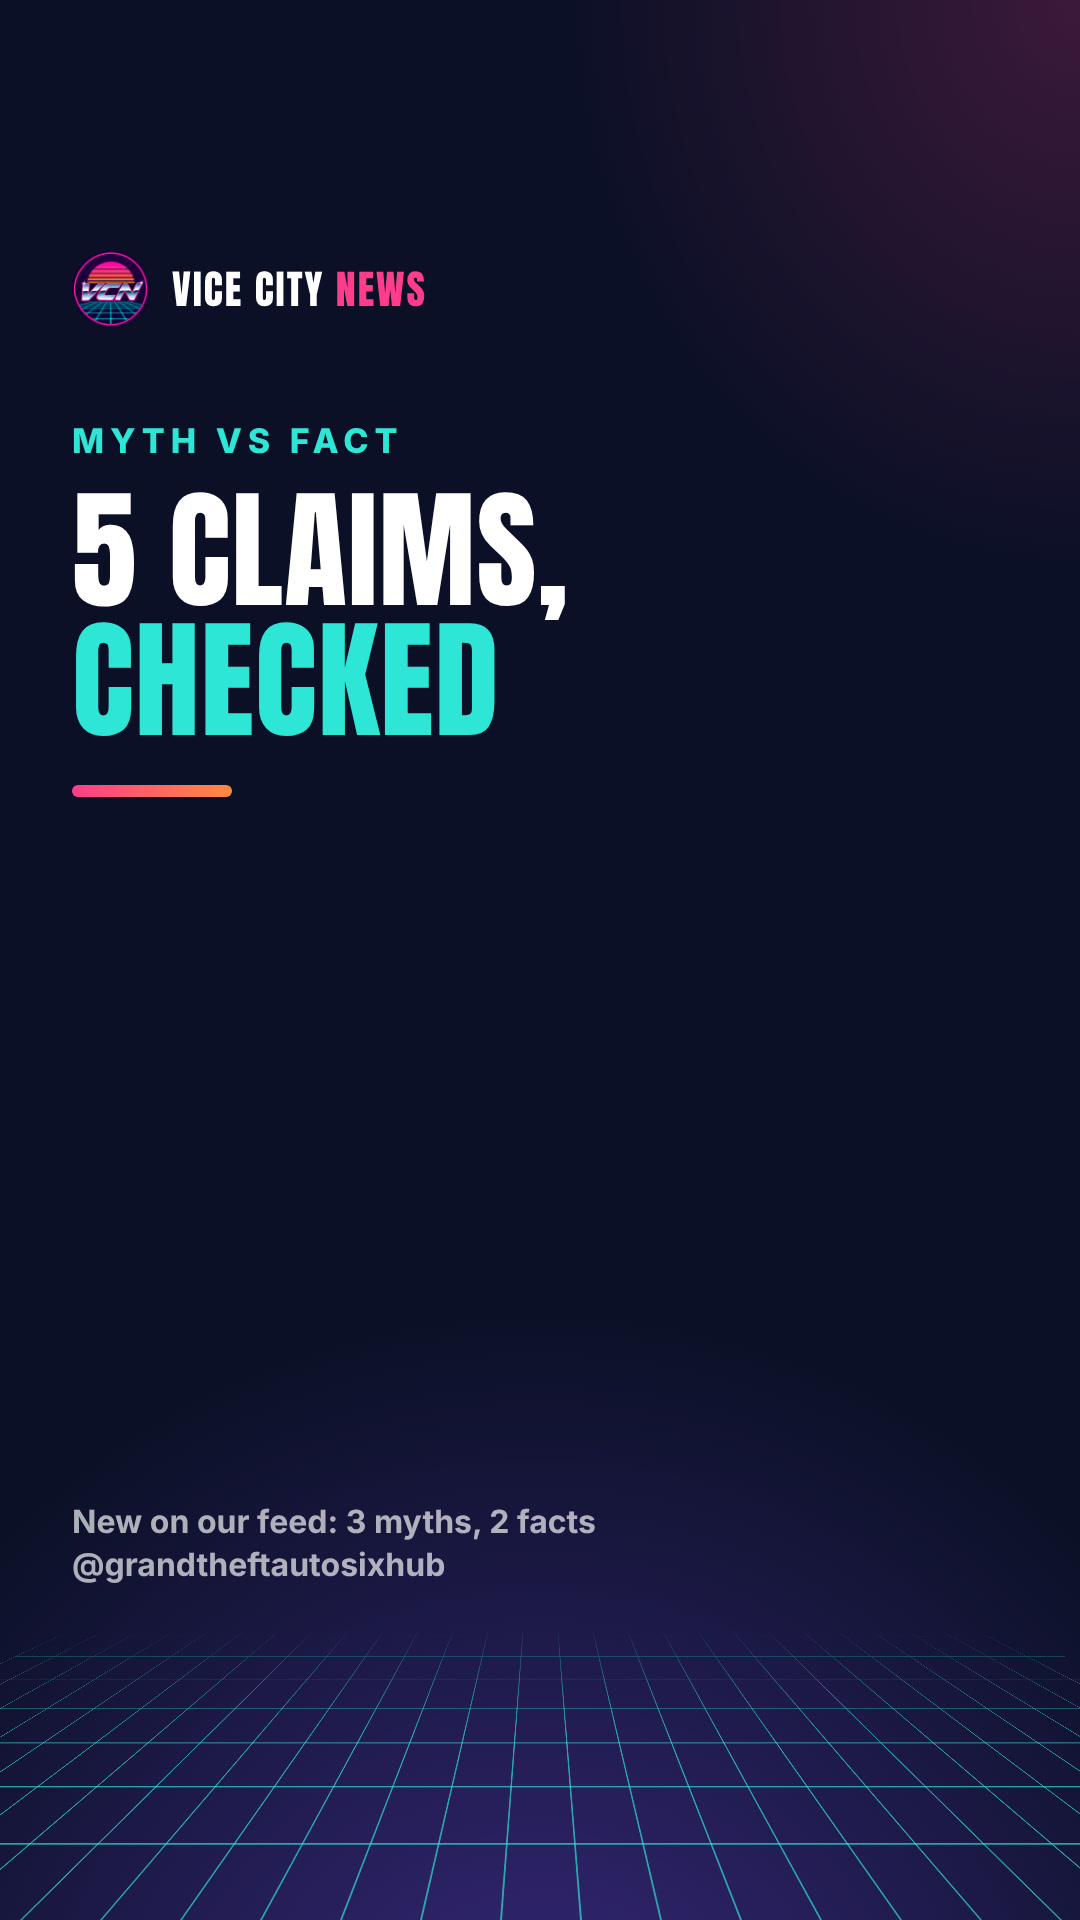 VCN
VICE CITY NEWS
MYTH VS FACT
5 CLAIMS,
CHECKED
New on our feed: 3 myths, 2 facts
@grandtheftautosixhub